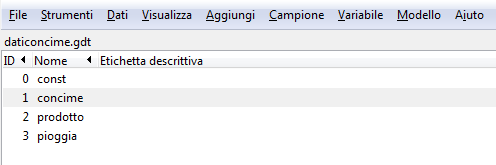 File Strumenti Dati Visualizza Aggiungi Campione Variabile Modello Aiuto
daticoncime.gdt
ID Nome Etichetta descrittiva
0 const
1 concime
2 prodotto
3 pioggia